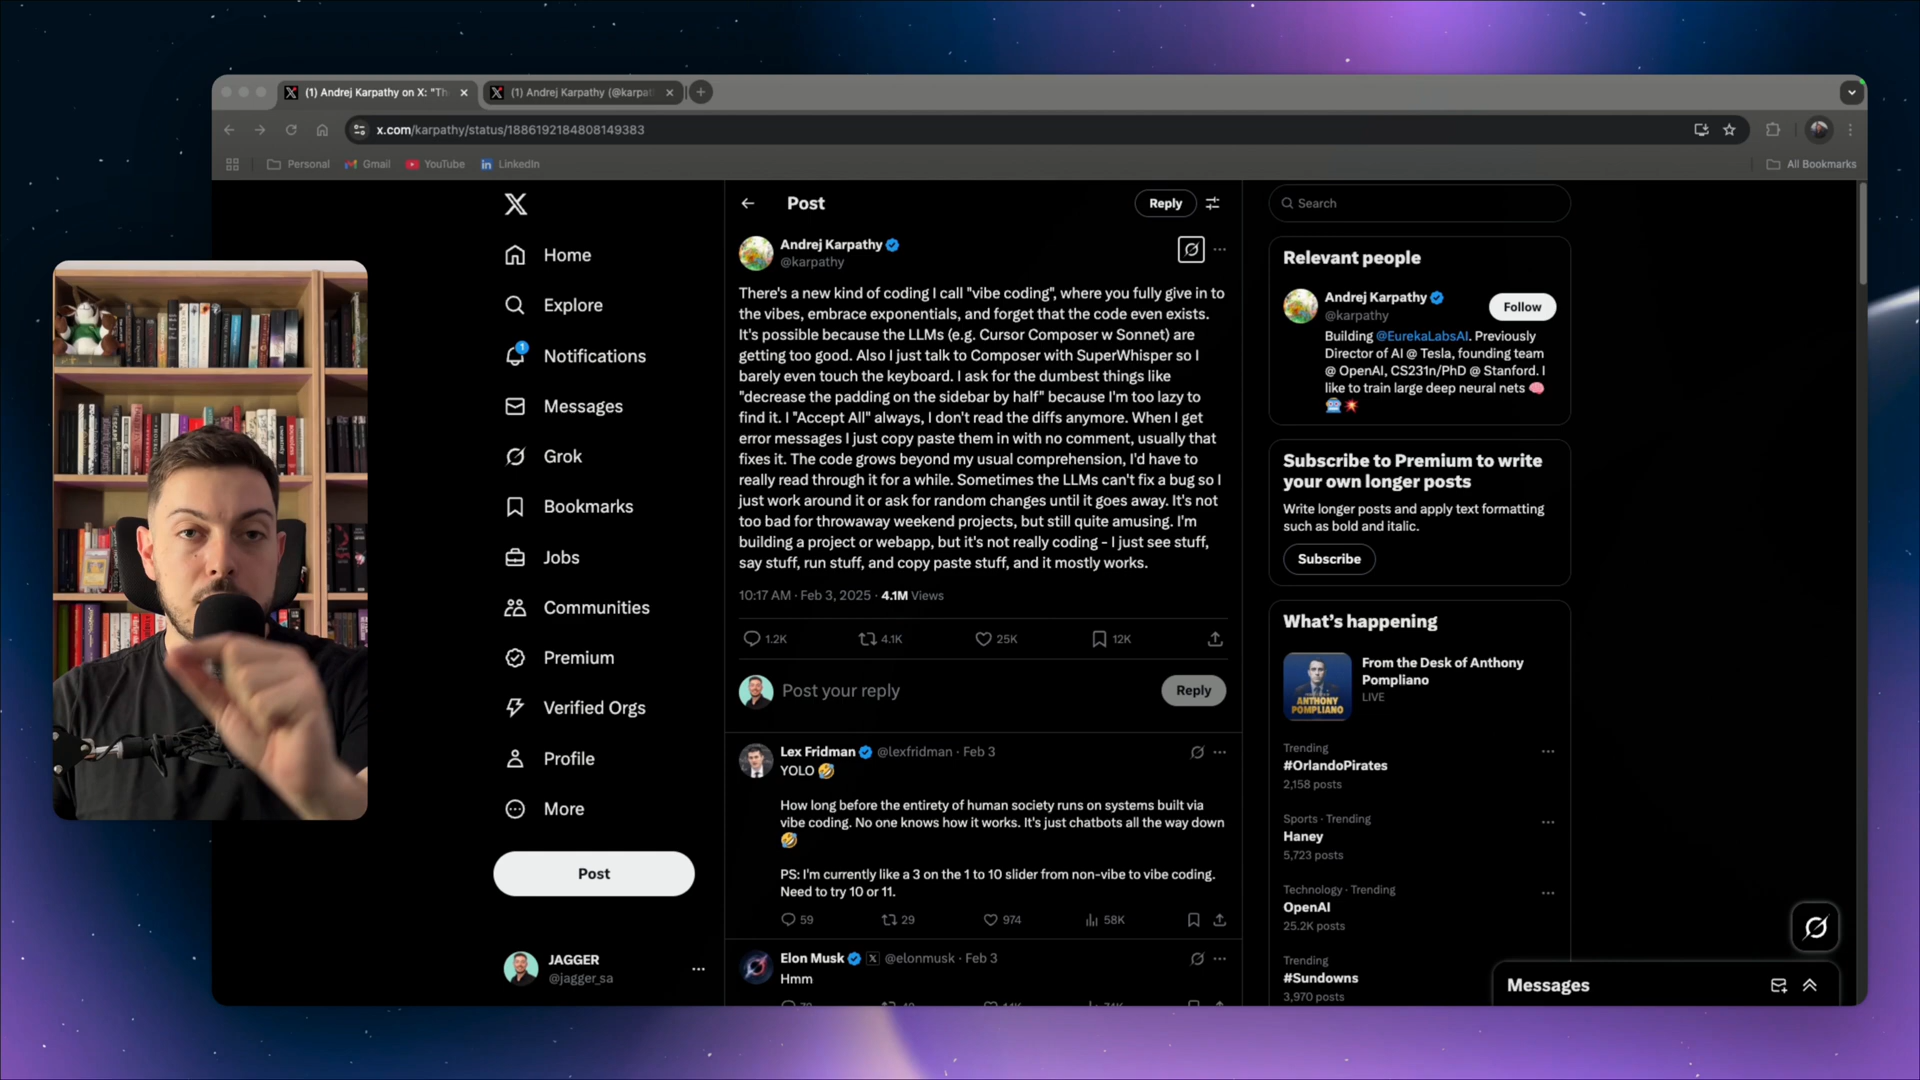 (1) Andrej Karpathy on X: "Th
(1) Andrej Karpathy (@karpat
x.com/karpathy/status/1886192184808149383
Personal
Gmail
YouTube
LinkedIn
All Bookmarks
Home
Explore
1
Notifications
Messages
Grok
Bookmarks
Jobs
Communities
Premium
Verified Orgs
Profile
More
Post
JAGGER
@jagger_sa
Post
Reply
Andrej Karpathy
@karpathy
There's a new kind of coding I call "vibe coding", where you fully give in to
the vibes, embrace exponentials, and forget that the code even exists.
It's possible because the LLMs (e.g. Cursor Composer w Sonnet) are
getting too good. Also I just talk to Composer with SuperWhisper so I
barely even touch the keyboard. I ask for the dumbest things like
"decrease the padding on the sidebar by half" because I'm too lazy to
find it. I "Accept All" always, I don't read the diffs anymore. When I get
error messages I just copy paste them in with no comment, usually that
fixes it. The code grows beyond my usual comprehension, I'd have to
really read through it for a while. Sometimes the LLMs can't fix a bug so I
just work around it or ask for random changes until it goes away. It's not
too bad for throwaway weekend projects, but still quite amusing. I'm
building a project or webapp, but it's not really coding - I just see stuff,
say stuff, run stuff, and copy paste stuff, and it mostly works.
10:17 AM · Feb 3, 2025 · 4.1M Views
1.2K 4.1K 25K 12K
Post your reply
Reply
Lex Fridman @lexfridman · Feb 3
YOLO 🤣
How long before the entirety of human society runs on systems built via
vibe coding. No one knows how it works. It's just chatbots all the way down
🤣
PS: I'm currently like a 3 on the 1 to 10 slider from non-vibe to vibe coding.
Need to try 10 or 11.
59 29 974 58K
Elon Musk @elonmusk · Feb 3
Hmm
Search
Relevant people
Andrej Karpathy
@karpathy
Follow
Building @EurekaLabsAI. Previously
Director of AI @ Tesla, founding team
@ OpenAI, CS231n/PhD @ Stanford. I
like to train large deep neural nets 🧠
🤖💥
Subscribe to Premium to write
your own longer posts
Write longer posts and apply text formatting
such as bold and italic.
Subscribe
What's happening
ANTHONY
POMPLIANO
From the Desk of Anthony
Pompliano
LIVE
Trending
#OrlandoPirates
2,158 posts
Sports · Trending
Haney
5,723 posts
Technology · Trending
OpenAI
25.2K posts
Trending
#Sundowns
3,970 posts
Messages